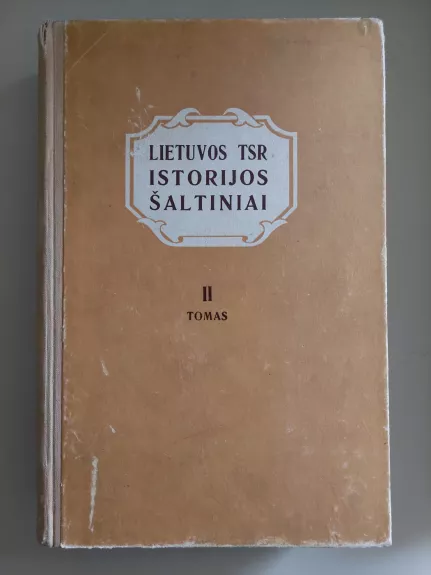 LIETUVOS TSR
ISTORIJOS
ŠALTINIAI
II
TOMAS